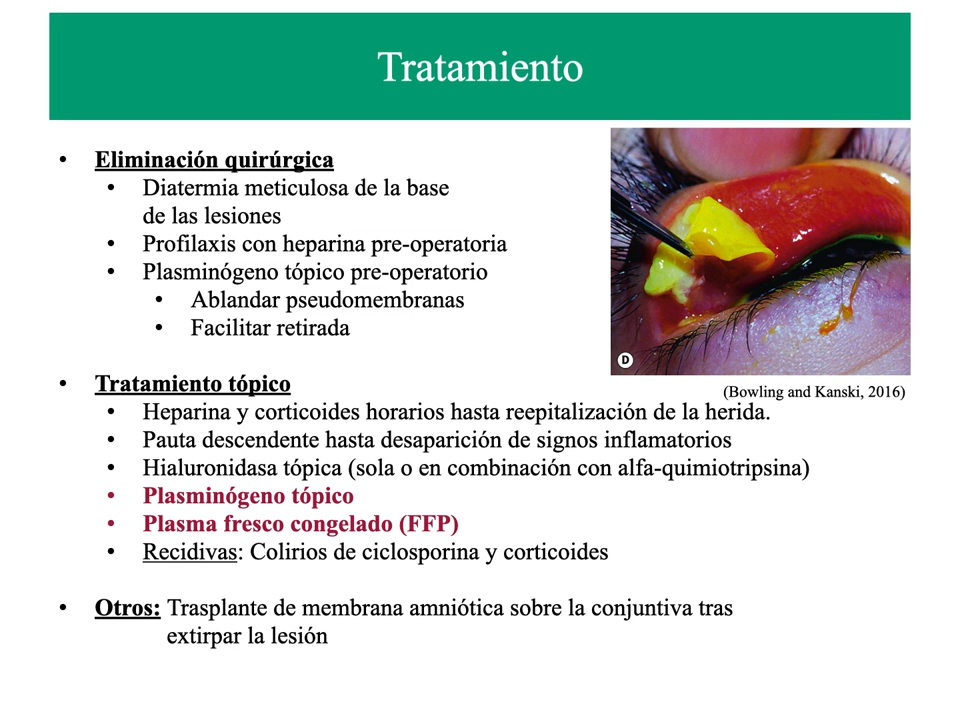 Tratamiento
• Eliminación quirúrgica
• Diatermia meticulosa de la base
de las lesiones
• Profilaxis con heparina pre-operatoria
• Plasminógeno tópico pre-operatorio
• Ablandar pseudomembranas
• Facilitar retirada
D
(Bowling and Kanski, 2016)
• Tratamiento tópico
• Heparina y corticoides horarios hasta reepitalización de la herida.
• Pauta descendente hasta desaparición de signos inflamatorios
• Hialuronidasa tópica (sola o en combinación con alfa-quimiotripsina)
• Plasminógeno tópico
• Plasma fresco congelado (FFP)
• Recidivas: Colirios de ciclosporina y corticoides
• Otros: Trasplante de membrana amniótica sobre la conjuntiva tras
extirpar la lesión